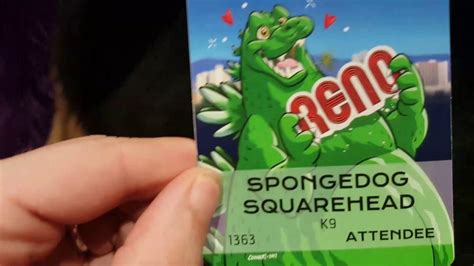 RENO
SPONGEDOG
SQUAREHEAD
K9
1363 ATTENDEE